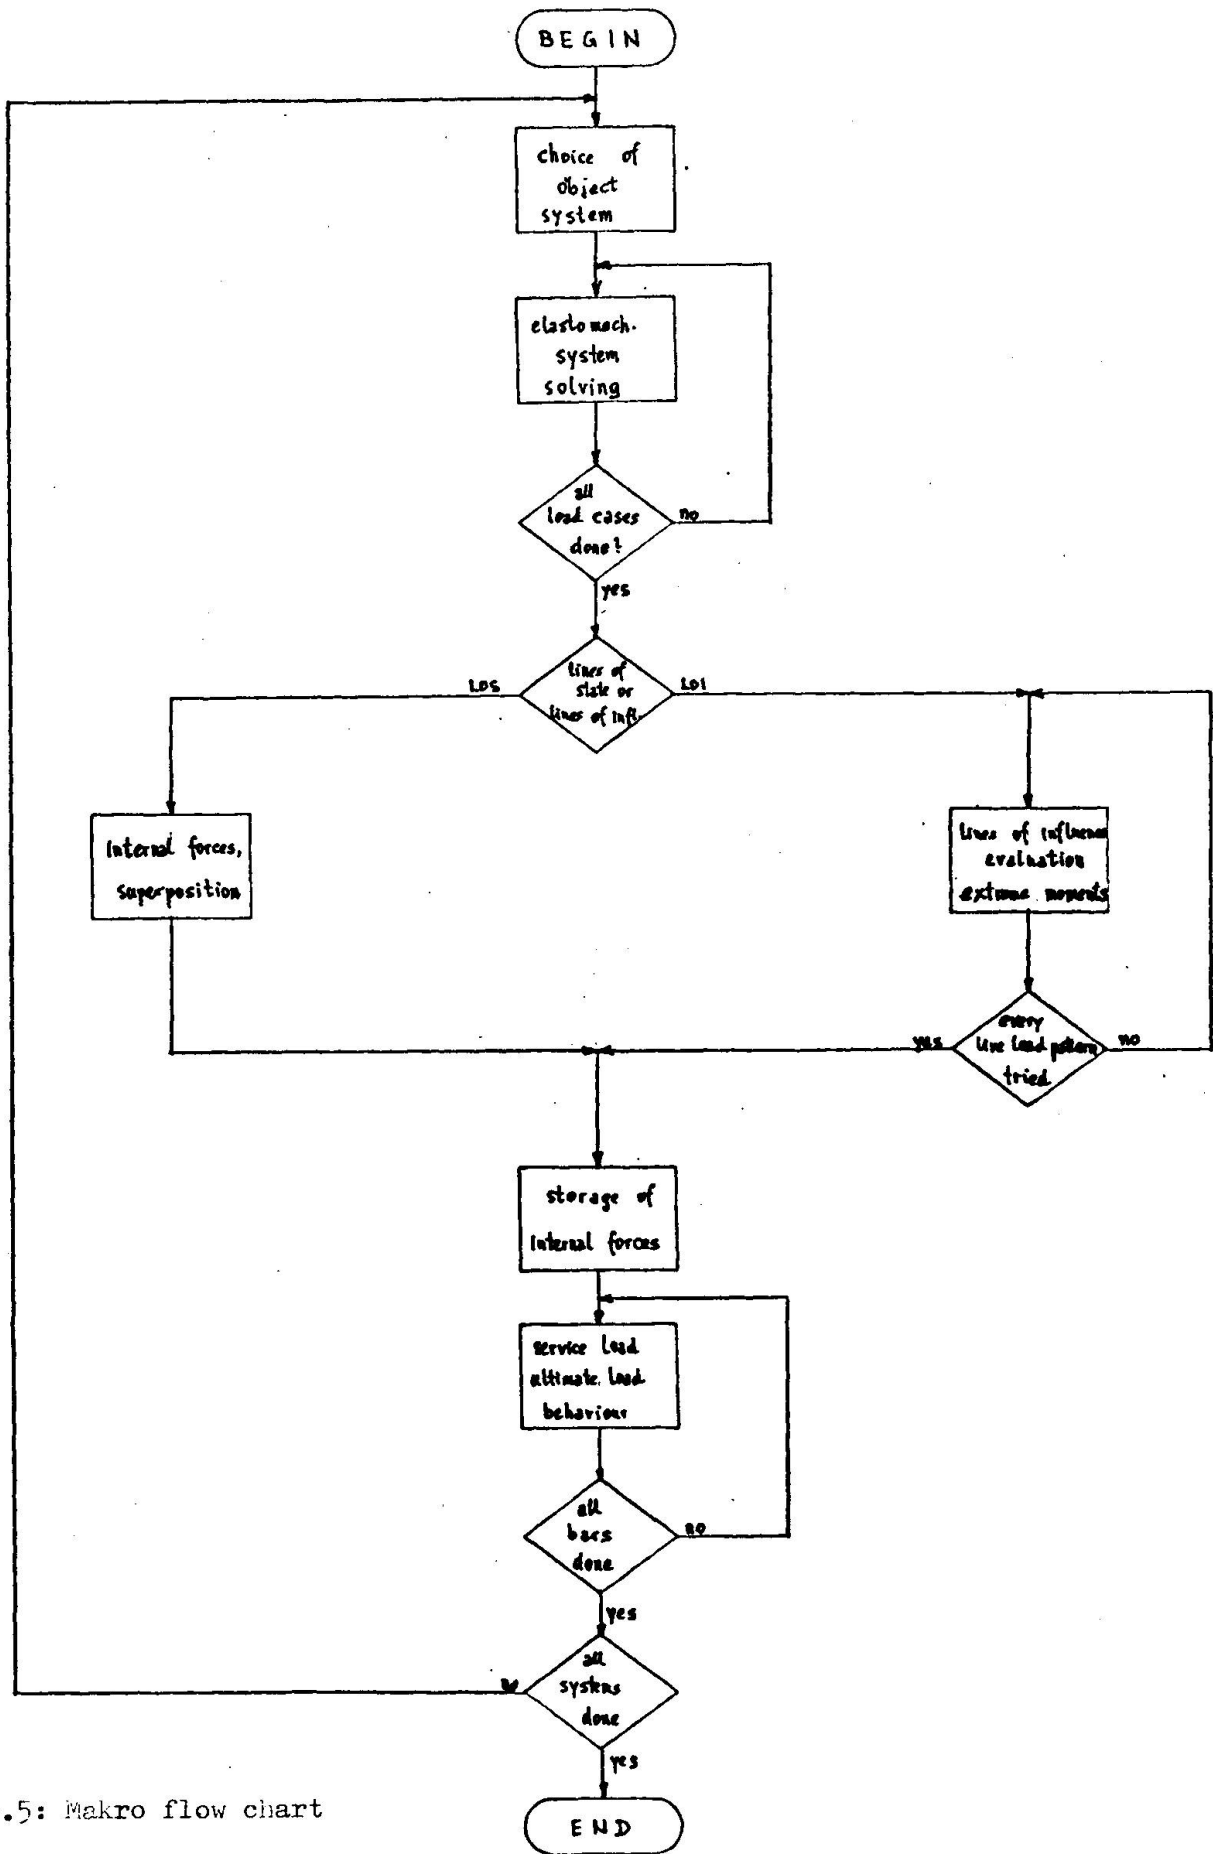 BEGIN
choice of
object
system
elastomech.
system
solving
all
load cases
done?
no
yes
lines of
state or
lines of infl.
LOS
LOI
Internal forces,
superposition
lines of influence
evaluation
extreme moments
every
live load pattern
tried
yes
no
storage of
internal forces
service load
ultimate load
behaviour
all
bars
done
no
yes
all
systems
done
no
yes
END
.5: Makro flow chart